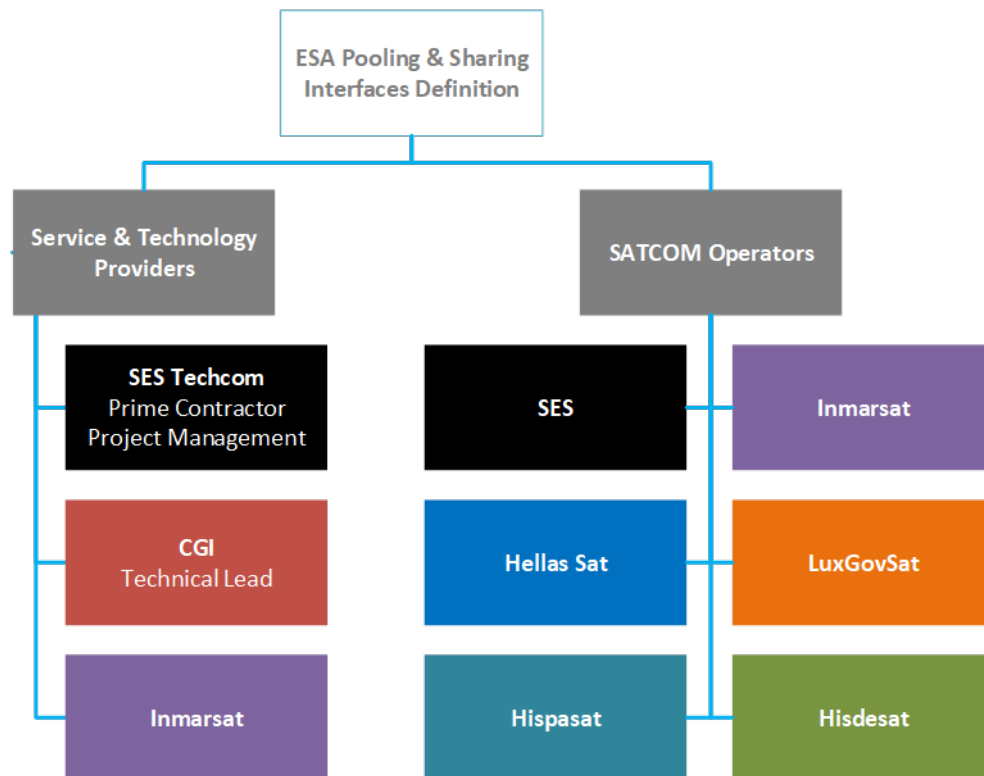 ESA Pooling & Sharing
Interfaces Definition
Service & Technology
Providers
SATCOM Operators
SES Techcom
Prime Contractor
Project Management
SES
Inmarsat
CGI
Technical Lead
Hellas Sat
LuxGovSat
Inmarsat
Hispasat
Hisdesat